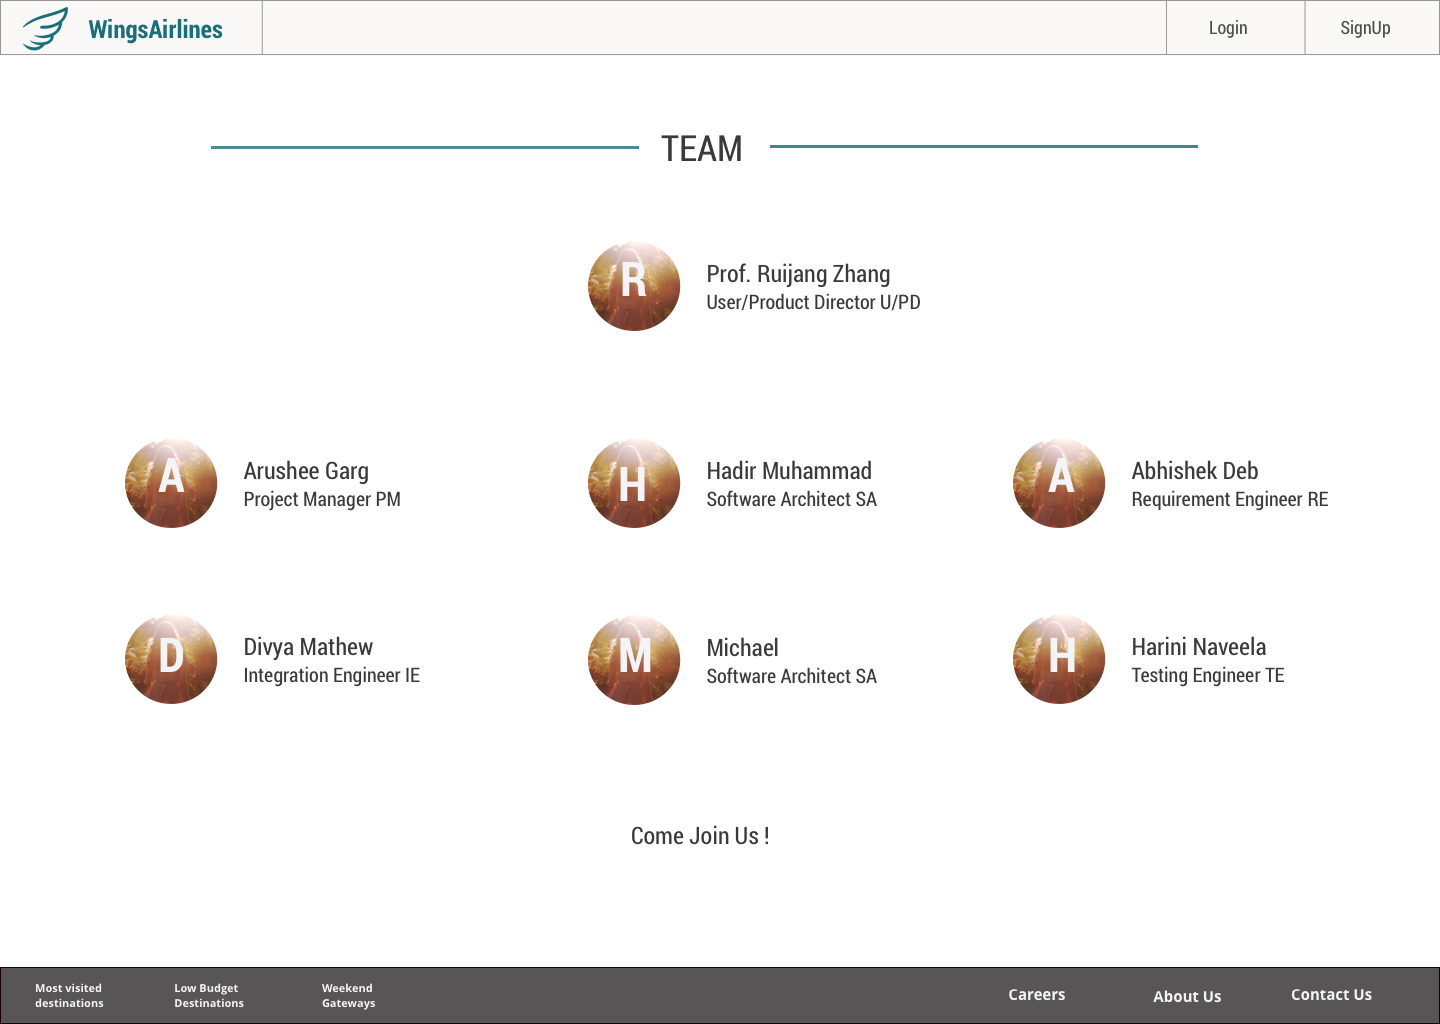 WingsAirlines
Login
SignUp
TEAM
R
Prof. Ruijang Zhang
User/Product Director U/PD
A
Arushee Garg
Project Manager PM
H
Hadir Muhammad
Software Architect SA
A
Abhishek Deb
Requirement Engineer RE
D
Divya Mathew
Integration Engineer IE
M
Michael
Software Architect SA
H
Harini Naveela
Testing Engineer TE
Come Join Us !
Most visited
destinations
Low Budget
Destinations
Weekend
Gateways
Careers
About Us
Contact Us